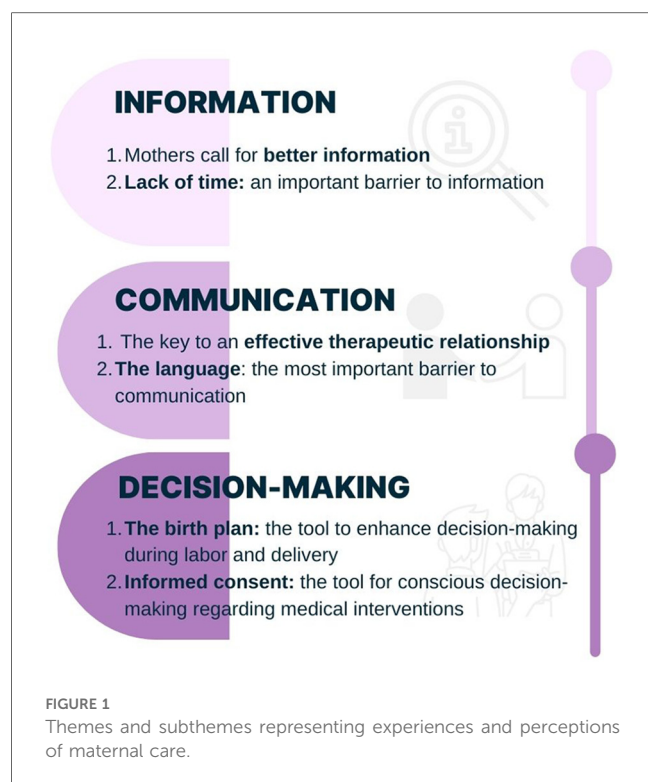 INFORMATION
1. Mothers call for better information
2. Lack of time: an important barrier to information
COMMUNICATION
1. The key to an effective therapeutic relationship
2. The language: the most important barrier to
communication
DECISION-MAKING
1. The birth plan: the tool to enhance decision-making
during labor and delivery
2. Informed consent: the tool for conscious decision-
making regarding medical interventions
FIGURE 1
Themes and subthemes representing experiences and perceptions
of maternal care.